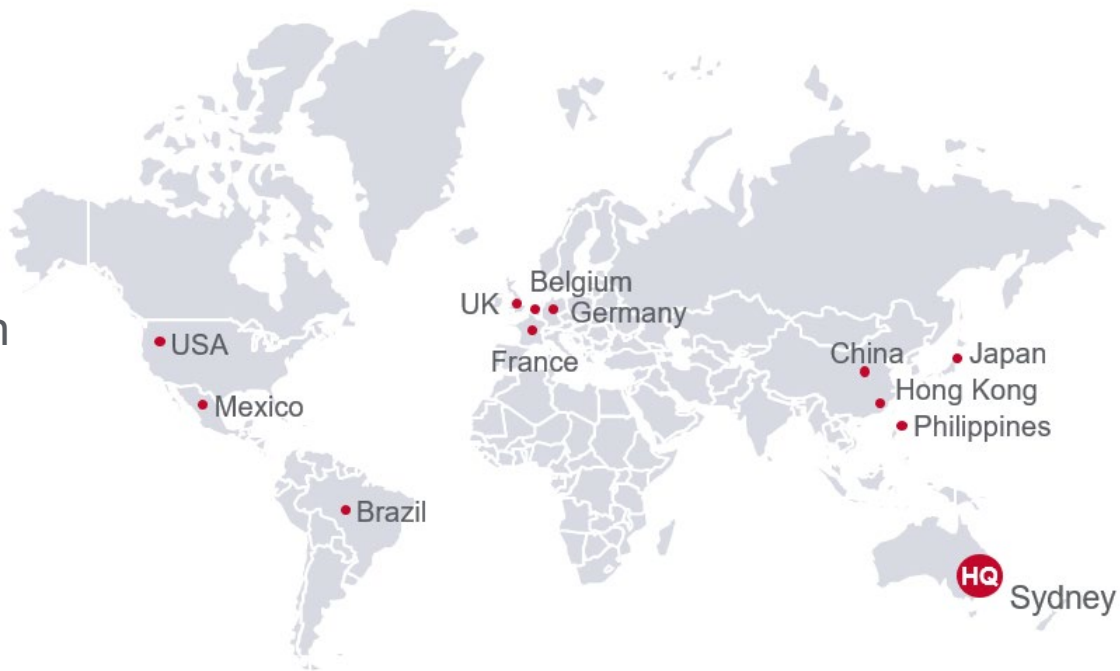 Belgium
UK
Germany
n
USA
France
China
Japan
Hong Kong
Mexico
Philippines
Brazil
HQ
Sydney